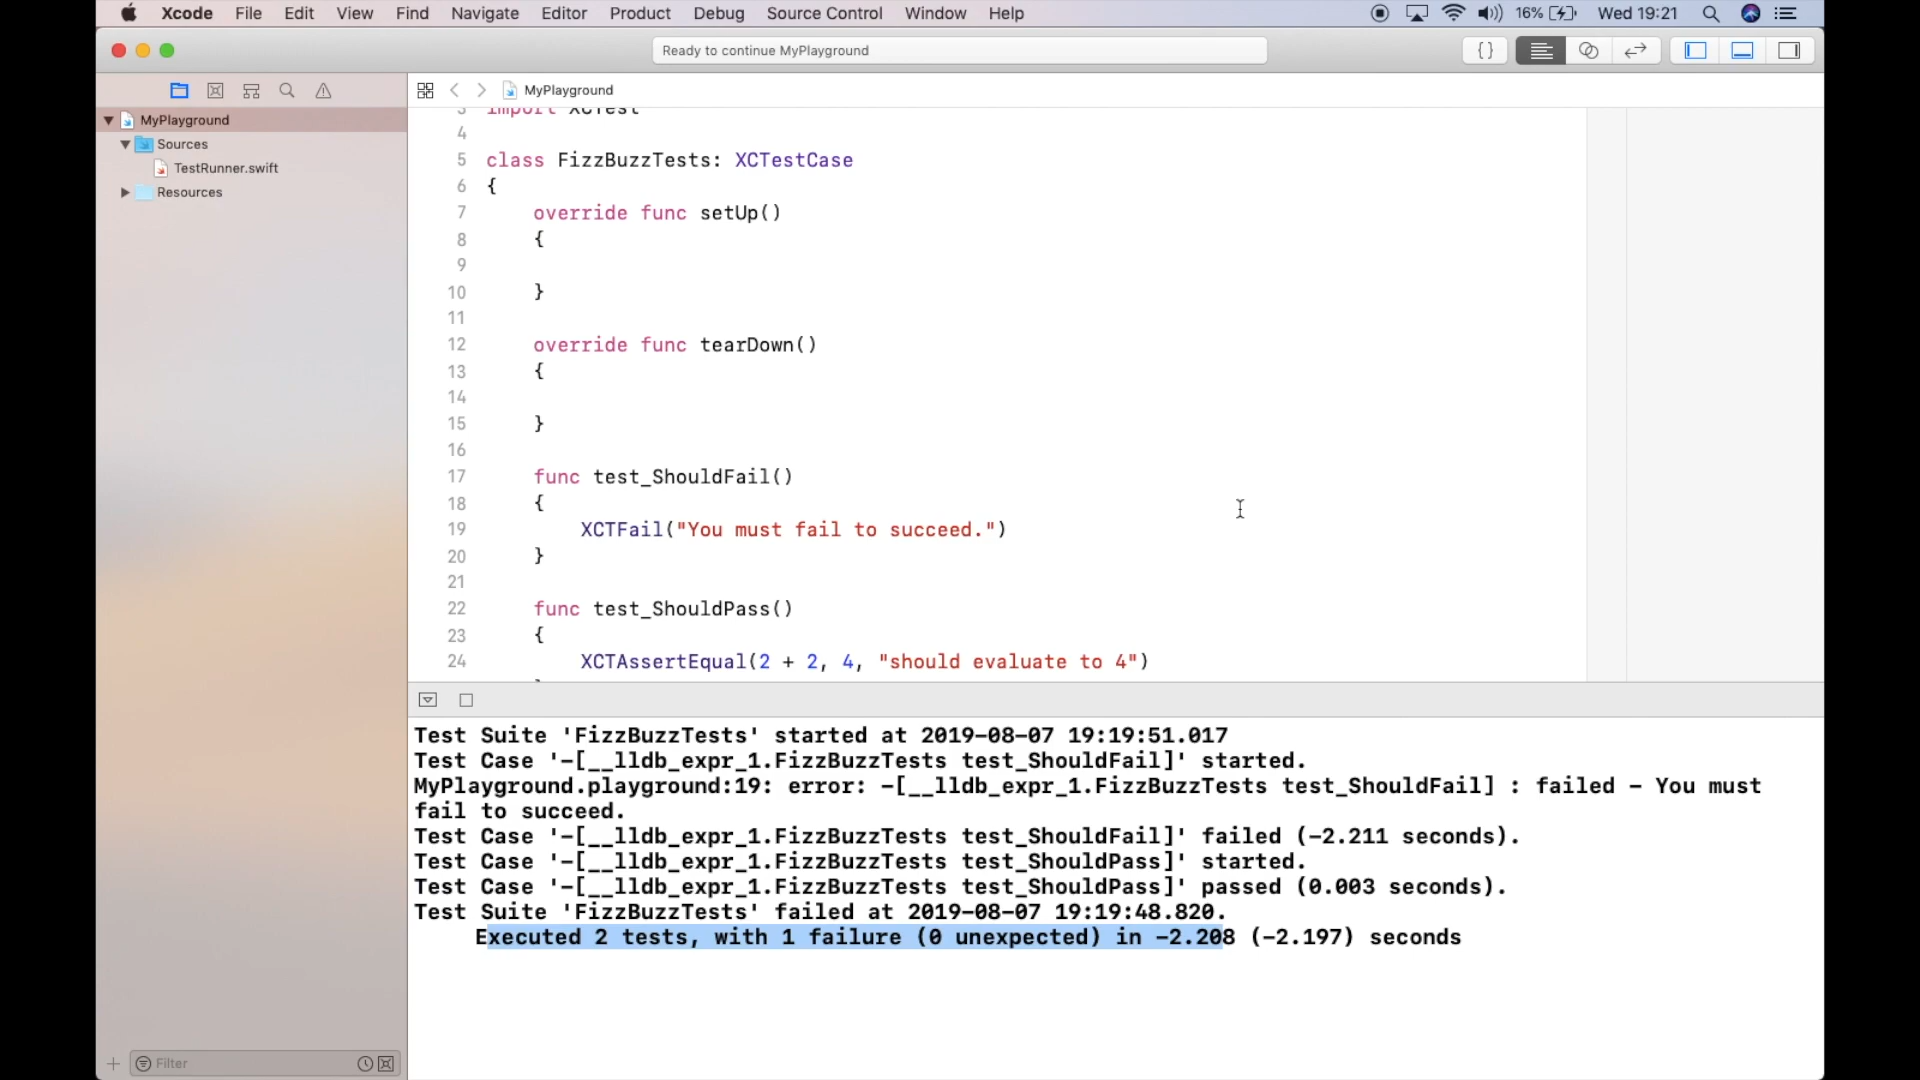 Xcode File Edit View Find Navigate Editor Product Debug Source Control Window Help 16% Wed 19:21
Ready to continue MyPlayground
{ }
MyPlayground
MyPlayground
Sources
TestRunner.swift
Resources
3 import XCTest
4
5 class FizzBuzzTests: XCTestCase
6 {
7 override func setUp()
8 {
9
10 }
11
12 override func tearDown()
13 {
14
15 }
16
17 func test_ShouldFail()
18 {
19 XCTFail("You must fail to succeed.")
20 }
21
22 func test_ShouldPass()
23 {
24 XCTAssertEqual(2 + 2, 4, "should evaluate to 4")
Test Suite 'FizzBuzzTests' started at 2019-08-07 19:19:51.017
Test Case '-[__lldb_expr_1.FizzBuzzTests test_ShouldFail]' started.
MyPlayground.playground:19: error: -[__lldb_expr_1.FizzBuzzTests test_ShouldFail] : failed - You must
fail to succeed.
Test Case '-[__lldb_expr_1.FizzBuzzTests test_ShouldFail]' failed (-2.211 seconds).
Test Case '-[__lldb_expr_1.FizzBuzzTests test_ShouldPass]' started.
Test Case '-[__lldb_expr_1.FizzBuzzTests test_ShouldPass]' passed (0.003 seconds).
Test Suite 'FizzBuzzTests' failed at 2019-08-07 19:19:48.820.
Executed 2 tests, with 1 failure (0 unexpected) in -2.208 (-2.197) seconds
Filter